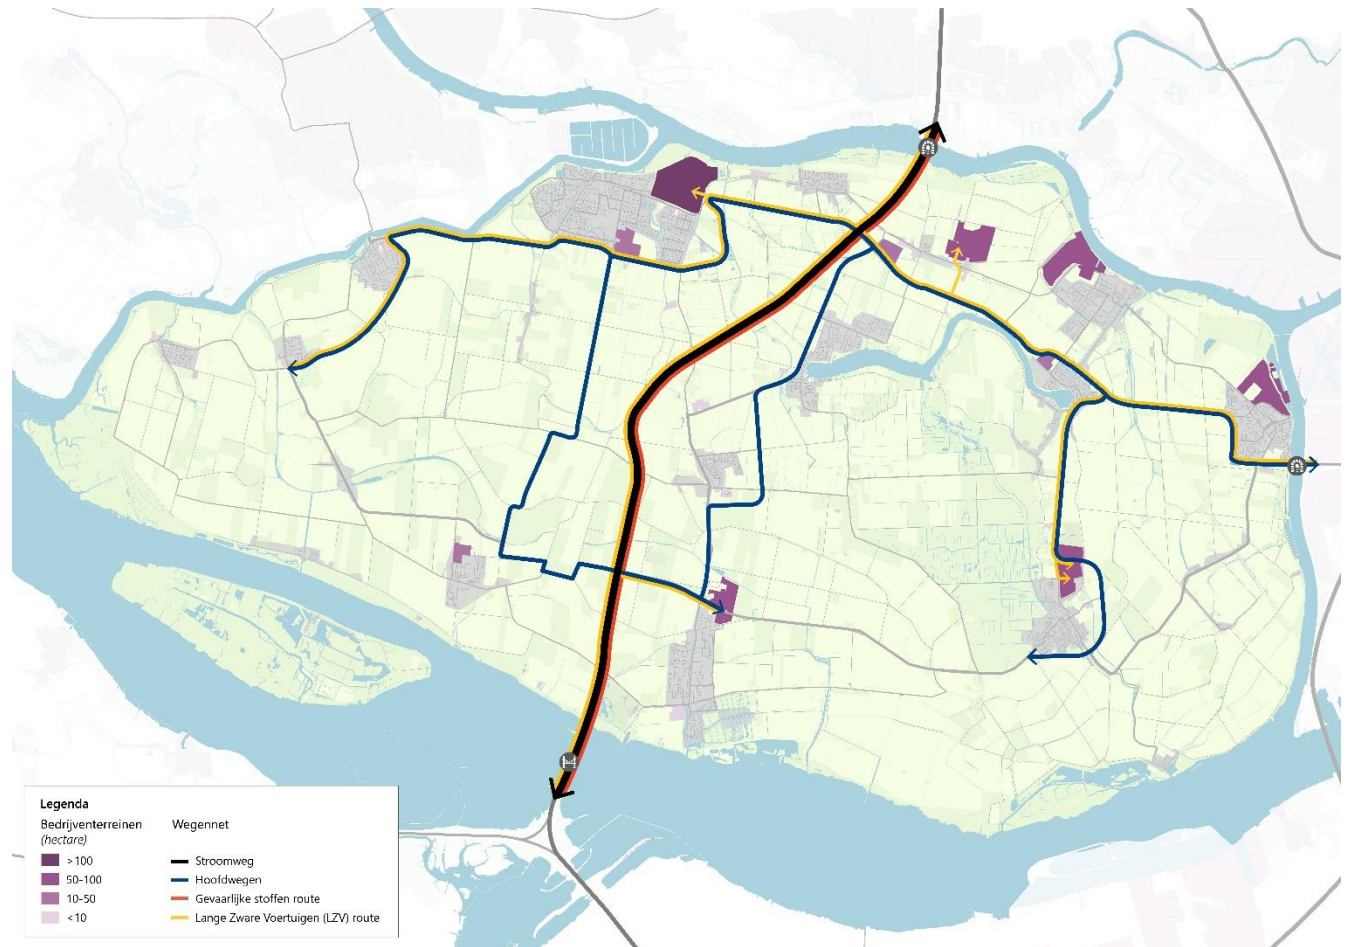 Legenda
Bedrijventerreinen
(hectare)
>100
50-100
10-50
<10
Wegennet
Stroomweg
Hoofdwegen
Gevaarlijke stoffen route
Lange Zware Voertuigen (LZV) route